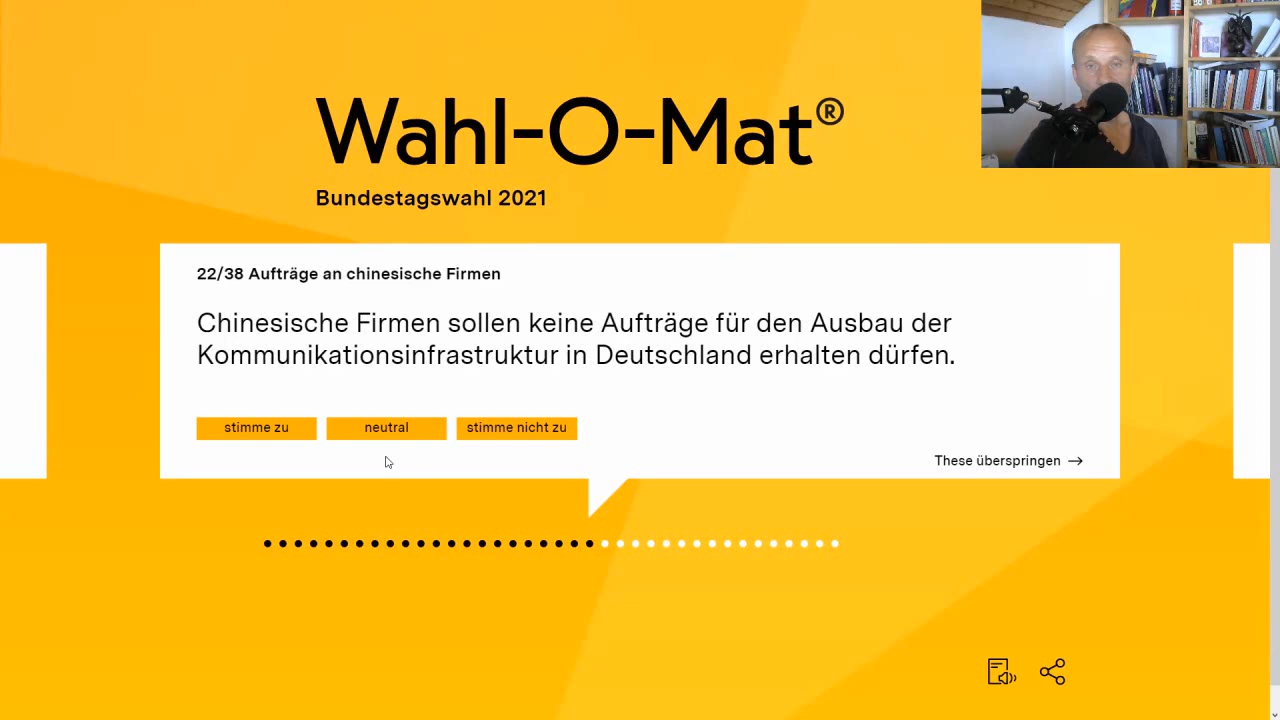 Wahl-O-Mat®
Bundestagswahl 2021
22/38 Aufträge an chinesische Firmen
Chinesische Firmen sollen keine Aufträge für den Ausbau der
Kommunikationsinfrastruktur in Deutschland erhalten dürfen.
stimme zu neutral stimme nicht zu
These überspringen →